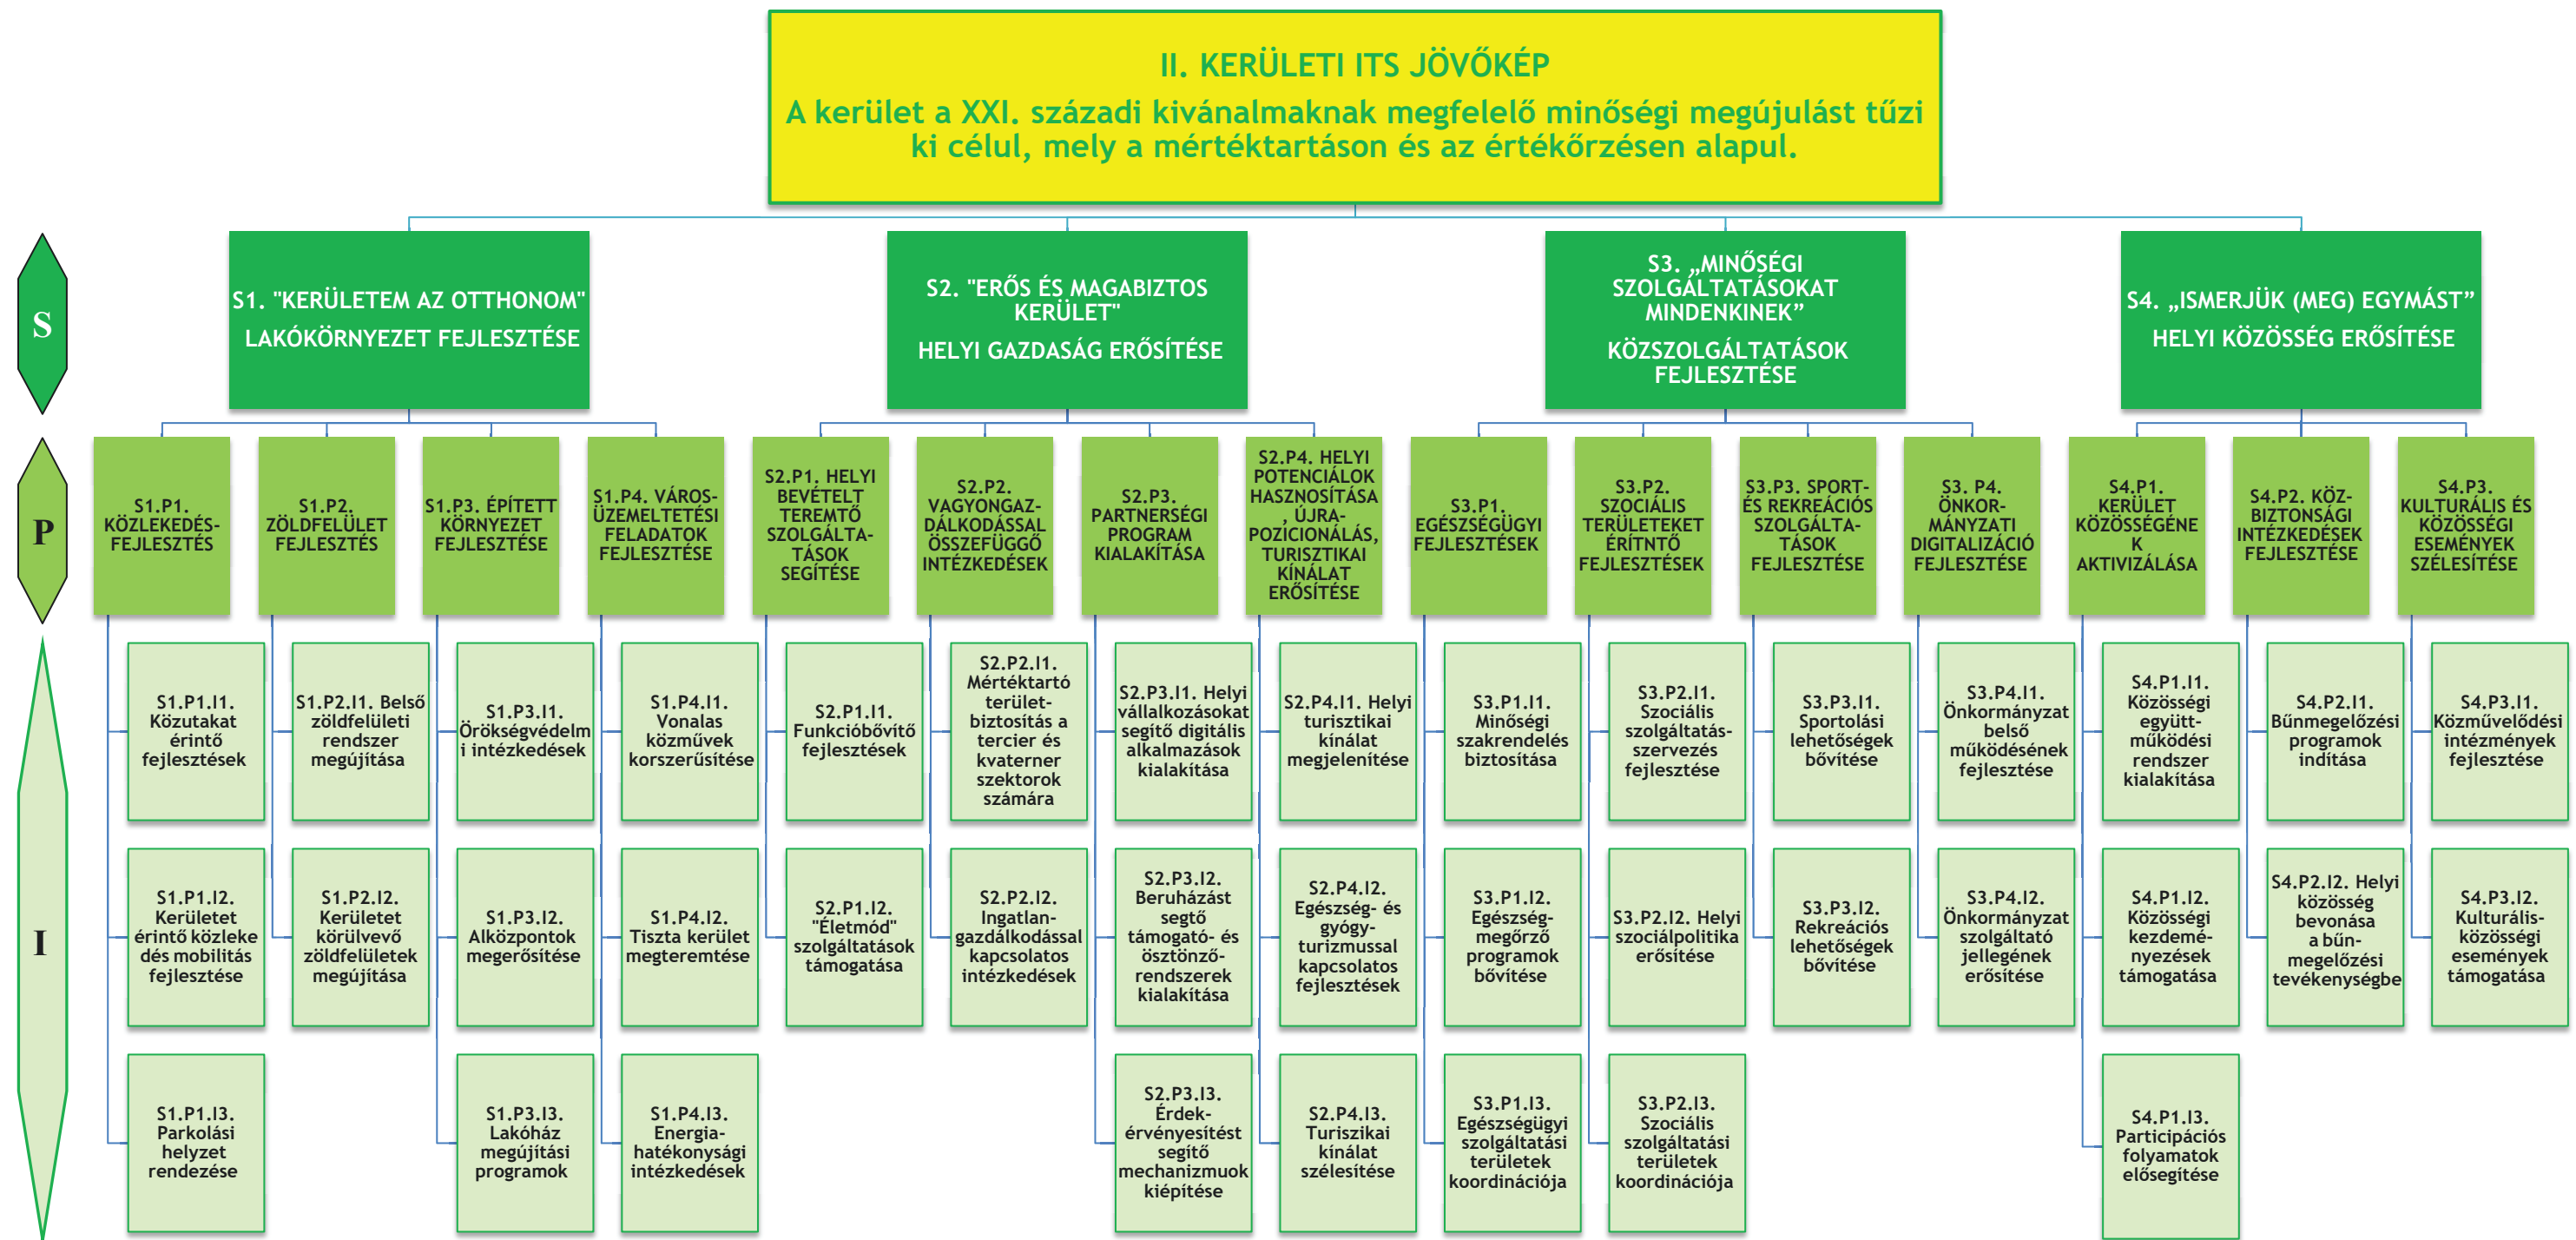 II. KERÜLETI ITS JÖVŐKÉP
A kerület a XXI. századi kivánalmaknak megfelelő minőségi megújulást tűzi
ki célul, mely a mértéktartáson és az értékőrzésen alapul.
S
S1. "KERÜLETEM AZ OTTHONOM"
LAKÓKÖRNYEZET FEJLESZTÉSE
S2. "ERŐS ÉS MAGABIZTOS
KERÜLET"
HELYI GAZDASÁG ERŐSÍTÉSE
S3. „MINŐSÉGI
SZOLGÁLTATÁSOKAT
MINDENKINEK”
KÖZSZOLGÁLTATÁSOK
FEJLESZTÉSE
S4. „ISMERJÜK (MEG) EGYMÁST”
HELYI KÖZÖSSÉG ERŐSÍTÉSE
P
S1.P1.
KÖZLEKEDÉS-
FEJLESZTÉS
S1.P2.
ZÖLDFELÜLET
FEJLESZTÉS
S1.P3. ÉPÍTETT
KÖRNYEZET
FEJLESZTÉSE
S1.P4. VÁROS-
ÜZEMELTETÉSI
FELADATOK
FEJLESZTÉSE
S2.P1. HELYI
BEVÉTELT
TEREMTŐ
SZOLGÁLTA-
TÁSOK
SEGÍTÉSE
S2.P2.
VAGYONGAZ-
DÁLKODÁSSAL
ÖSSZEFÜGGŐ
INTÉZKEDÉSEK
S2.P3.
PARTNERSÉGI
PROGRAM
KIALAKÍTÁSA
S2.P4. HELYI
POTENCIÁLOK
HASZNOSÍTÁSA
, ÚJRA-
POZICIONÁLÁS,
TURISZTIKAI
KÍNÁLAT
ERŐSÍTÉSE
S3.P1.
EGÉSZSÉGÜGYI
FEJLESZTÉSEK
S3.P2.
SZOCIÁLIS
TERÜLETEKET
ÉRÍTNTŐ
FEJLESZTÉSEK
S3.P3. SPORT-
ÉS REKREÁCIÓS
SZOLGÁLTA-
TÁSOK
FEJLESZTÉSE
S3. P4.
ÖNKOR-
MÁNYZATI
DIGITALIZÁCIÓ
FEJLESZTÉSE
S4.P1.
KERÜLET
KÖZÖSSÉGÉNE
K
AKTIVIZÁLÁSA
S4.P2. KÖZ-
BIZTONSÁGI
INTÉZKEDÉSEK
FEJLESZTÉSE
S4.P3.
KULTURÁLIS ÉS
KÖZÖSSÉGI
ESEMÉNYEK
SZÉLESÍTÉSE
I
S1.P1.I1.
Közutakat
érintő
fejlesztések
S1.P2.I1. Belső
zöldfelületi
rendszer
megújítása
S1.P3.I1.
Örökségvédelm
i intézkedések
S1.P4.I1.
Vonalas
közművek
korszerűsítése
S2.P1.I1.
Funkcióbővítő
fejlesztések
S2.P2.I1.
Mértéktartó
terület-
biztosítás a
tercier és
kvaterner
szektorok
számára
S2.P3.I1. Helyi
vállalkozásokat
segítő digitális
alkalmazások
kialakítása
S2.P4.I1. Helyi
turisztikai
kínálat
megjelenítése
S3.P1.I1.
Minőségi
szakrendelés
biztosítása
S3.P2.I1.
Szociális
szolgáltatás-
szervezés
fejlesztése
S3.P3.I1.
Sportolási
lehetőségek
bővítése
S3.P4.I1.
Önkormányzat
belső
működésének
fejlesztése
S4.P1.I1.
Közösségi
együtt-
működési
rendszer
kialakítása
S4.P2.I1.
Bűnmegelőzési
programok
indítása
S4.P3.I1.
Közművelődési
intézmények
fejlesztése
S1.P1.I2.
Kerületet
érintő közleke
dés mobilitás
fejlesztése
S1.P2.I2.
Kerületet
körülvevő
zöldfelületek
megújítása
S1.P3.I2.
Alközpontok
megerősítése
S1.P4.I2.
Tiszta kerület
megteremtése
S2.P1.I2.
"Életmód"
szolgáltatások
támogatása
S2.P2.I2.
Ingatlan-
gazdálkodással
kapcsolatos
intézkedések
S2.P3.I2.
Beruházást
segtő
támogató- és
ösztönző-
rendszerek
kialakítása
S2.P4.I2.
Egészség- és
gyógy-
turizmussal
kapcsolatos
fejlesztések
S3.P1.I2.
Egészség-
megőrző
programok
bővítése
S3.P2.I2. Helyi
szociálpolitika
erősítése
S3.P3.I2.
Rekreációs
lehetőségek
bővítése
S3.P4.I2.
Önkormányzat
szolgáltató
jellegének
erősítése
S4.P1.I2.
Közösségi
kezdemé-
nyezések
támogatása
S4.P2.I2. Helyi
közösség
bevonása
a bűn-
megelőzési
tevékenységbe
S4.P3.I2.
Kulturális-
közösségi
események
támogatása
S1.P1.I3.
Parkolási
helyzet
rendezése
S1.P3.I3.
Lakóház
megújítási
programok
S1.P4.I3.
Energia-
hatékonysági
intézkedések
S2.P3.I3.
Érdek-
érvényesítést
segítő
mechanizmuok
kiépítése
S2.P4.I3.
Turiszikai
kínálat
szélesítése
S3.P1.I3.
Egészségügyi
szolgáltatási
területek
koordinációja
S3.P2.I3.
Szociális
szolgáltatási
területek
koordinációja
S4.P1.I3.
Participációs
folyamatok
elősegítése